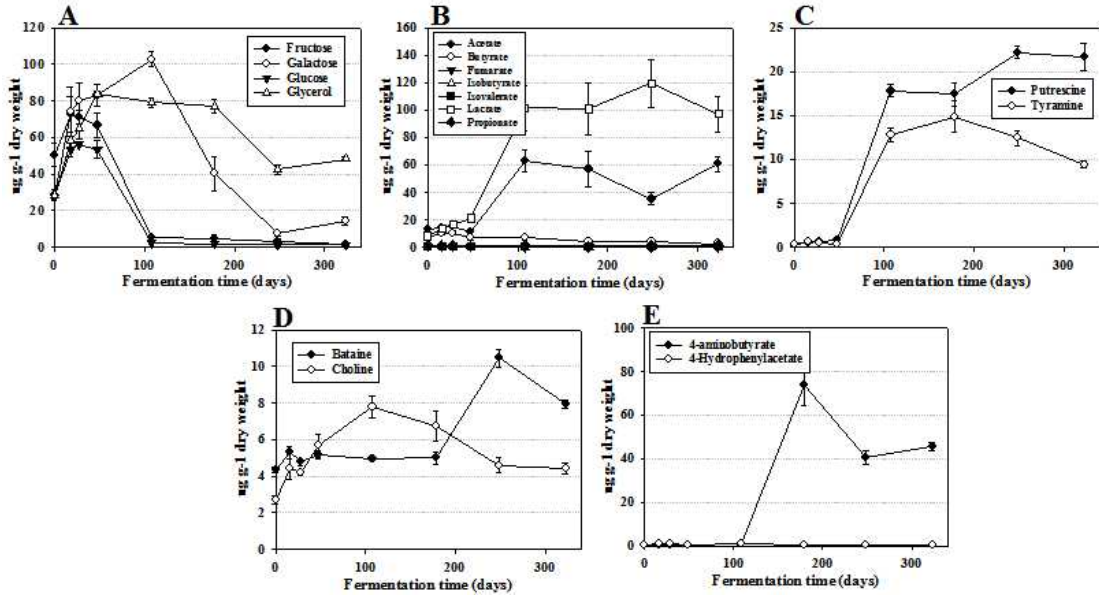 A
120
100
80
60
40
20
0
ug g-1 dry weight
Fructose
Galactose
Glucose
Glycerol
0 100 200 300
Fermentation time (days)
B
160
140
120
100
80
60
40
20
0
ug g-1 dry weight
Acetate
Butyrate
Fumarate
Isobutyrate
Isovalerate
Lactate
Propionate
0 100 200 300
Fermentation time (days)
C
25
20
15
10
5
0
ug g-1 dry weight
Putrescine
Tyramine
0 100 200 300
Fermentation time (days)
D
12
10
8
6
4
2
0
ug g-1 dry weight
Bataine
Choline
0 100 200 300
Fermentation time (days)
E
100
80
60
40
20
0
ug g-1 dry weight
4-aminobutyrate
4-Hydrophenylacetate
0 100 200 300
Fermentation time (days)